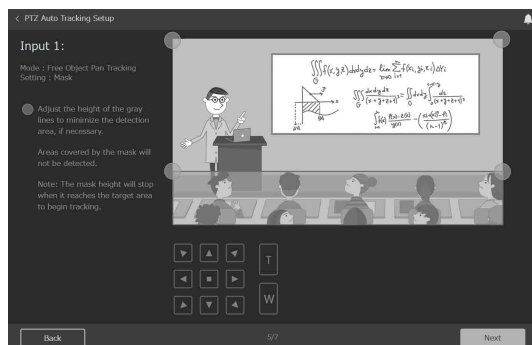 PTZ Auto Tracking Setup
Input 1:
Mode : Free Object Pan Tracking
Setting : Mask
Adjust the height of the gray
lines to minimize the detection
area, if necessary.
Areas covered by the mask will
not be detected.
Note: The mask height will stop
when it reaches the target area
to begin tracking.
T
W
Back
5/7
Next